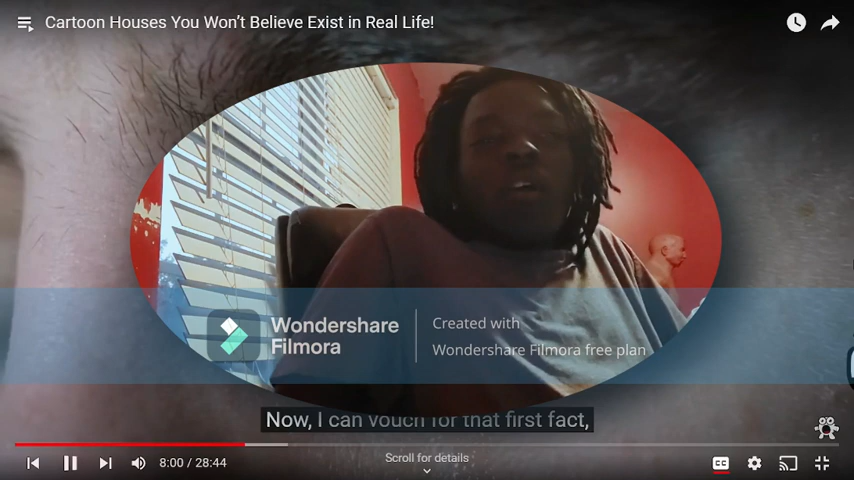 Cartoon Houses You Won’t Believe Exist in Real Life!
Wondershare
Filmora
Created with
Wondershare Filmora free plan
Now, I can vouch for that first fact,
8:00 / 28:44
Scroll for details
CC